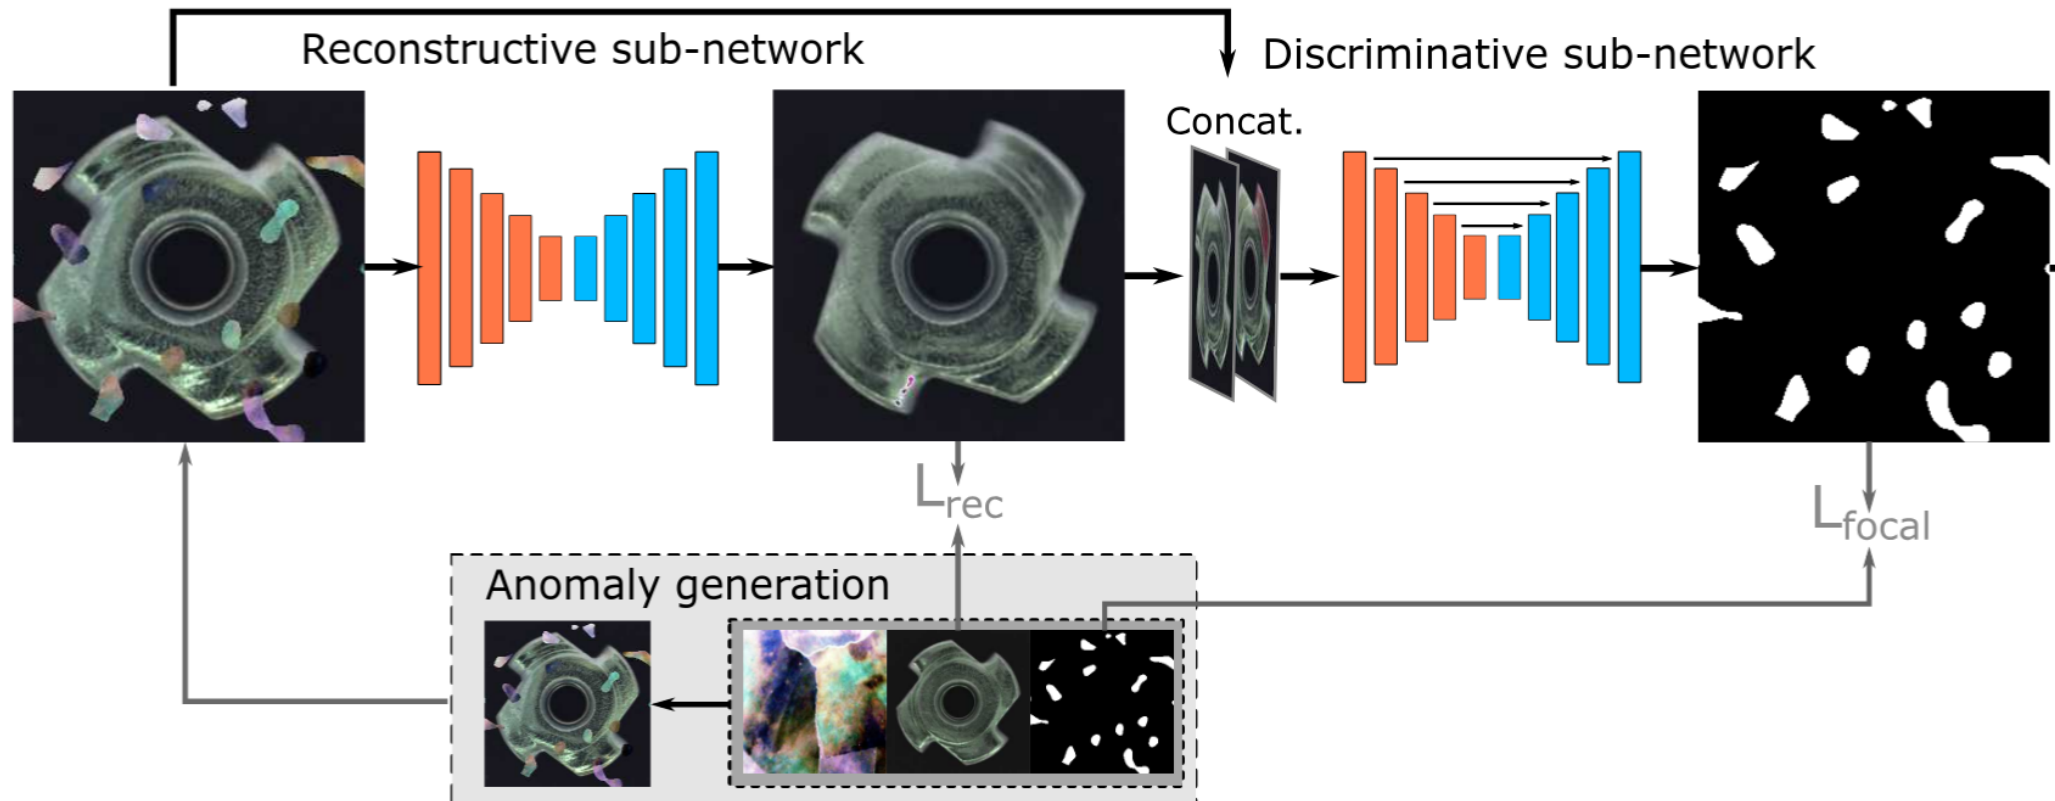 Reconstructive sub-network
Discriminative sub-network
Concat.
Lrec
Lfocal
Anomaly generation